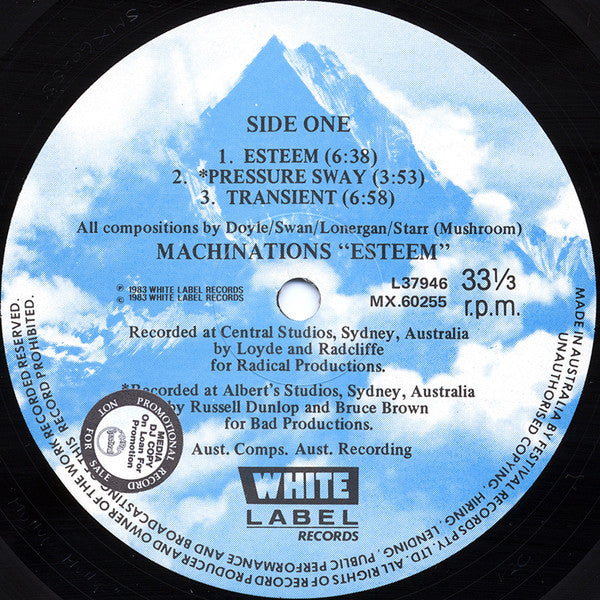 SIDE ONE
1. ESTEEM (6:38)
2. *PRESSURE SWAY (3:53)
3. TRANSIENT (6:58)
All compositions by Doyle/Swan/Lonergan/Starr (Mushroom)
MACHINATIONS “ESTEEM”
℗ 1983 WHITE LABEL RECORDS
© 1983 WHITE LABEL RECORDS
L37946
MX.60255
33⅓
r.p.m.
Recorded at Central Studios, Sydney, Australia
by Loyde and Radcliffe
for Radical Productions.
*Recorded at Albert's Studios, Sydney, Australia
by Russell Dunlop and Bruce Brown
for Bad Productions.
Aust. Comps. Aust. Recording
WHITE
LABEL
RECORDS
PROMOTIONAL RECORD
NOT FOR SALE
MEDIA
DJ COPY
On Loan For
Promotion
MADE IN AUSTRALIA BY FESTIVAL RECORDS PTY. LTD. ALL RIGHTS OF RECORD PRODUCER AND OWNER OF THE WORK RECORDED RESERVED.
UNAUTHORISED COPYING. HIRING. LENDING. PUBLIC PERFORMANCE AND BROADCASTING THIS RECORD PROHIBITED.